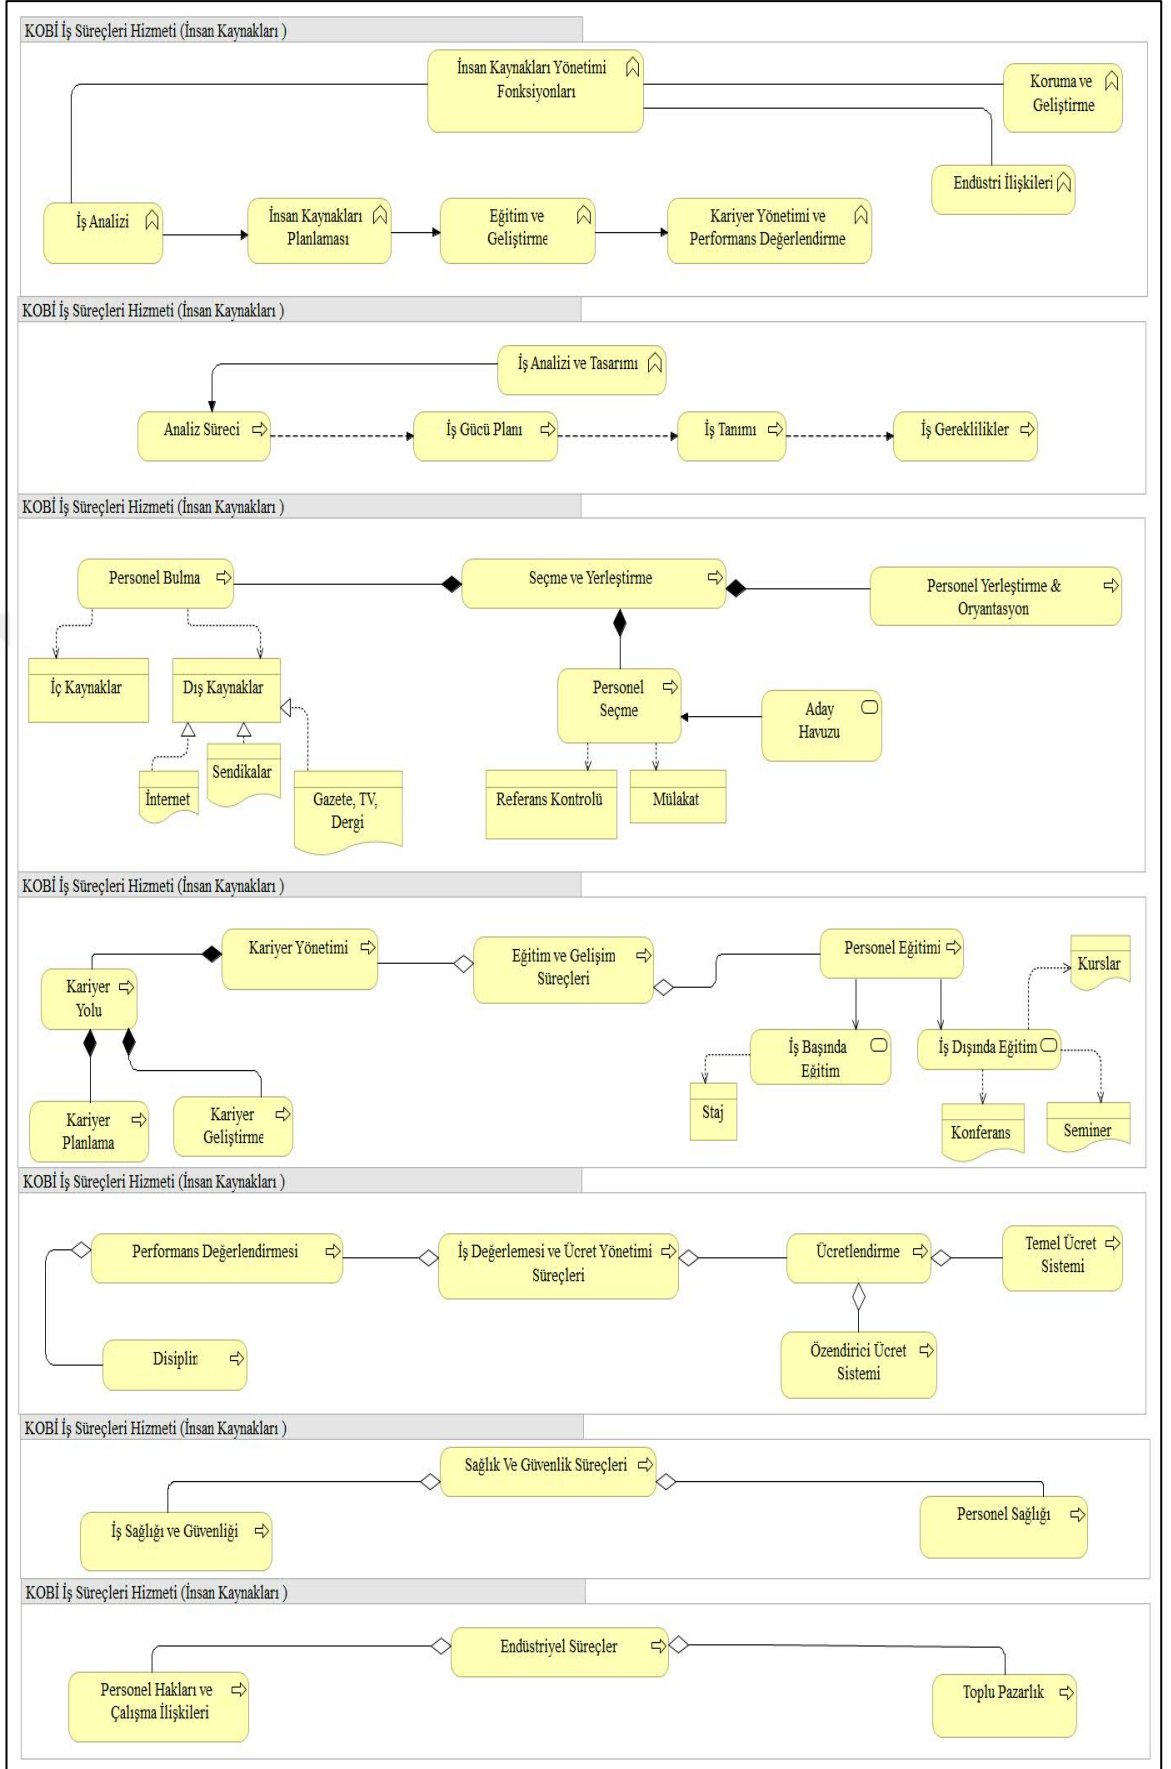 KOBİ İş Süreçleri Hizmeti (İnsan Kaynakları )
İnsan Kaynakları Yönetimi
Fonksiyonları
Koruma ve
Geliştirme
Endüstri İlişkileri
İş Analizi
İnsan Kaynakları
Planlaması
Eğitim ve
Geliştirme
Kariyer Yönetimi ve
Performans Değerlendirme
KOBİ İş Süreçleri Hizmeti (İnsan Kaynakları )
İş Analizi ve Tasarımı
Analiz Süreci
İş Gücü Planı
İş Tanımı
İş Gereklilikler
KOBİ İş Süreçleri Hizmeti (İnsan Kaynakları )
Personel Bulma
Seçme ve Yerleştirme
Personel Yerleştirme &
Oryantasyon
İç Kaynaklar
Dış Kaynaklar
Personel
Seçme
Aday
Havuzu
İnternet
Sendikalar
Gazete, TV,
Dergi
Referans Kontrolü
Mülakat
KOBİ İş Süreçleri Hizmeti (İnsan Kaynakları )
Kariyer Yönetimi
Eğitim ve Gelişim
Süreçleri
Personel Eğitimi
Kurslar
Kariyer
Yolu
İş Başında
Eğitim
İş Dışında Eğitim
Kariyer
Planlama
Kariyer
Geliştirme
Staj
Konferans
Seminer
KOBİ İş Süreçleri Hizmeti (İnsan Kaynakları )
Performans Değerlendirmesi
İş Değerlemesi ve Ücret Yönetimi
Süreçleri
Ücretlendirme
Temel Ücret
Sistemi
Disiplin
Özendirici Ücret
Sistemi
KOBİ İş Süreçleri Hizmeti (İnsan Kaynakları )
Sağlık Ve Güvenlik Süreçleri
İş Sağlığı ve Güvenliği
Personel Sağlığı
KOBİ İş Süreçleri Hizmeti (İnsan Kaynakları )
Endüstriyel Süreçler
Personel Hakları ve
Çalışma İlişkileri
Toplu Pazarlık